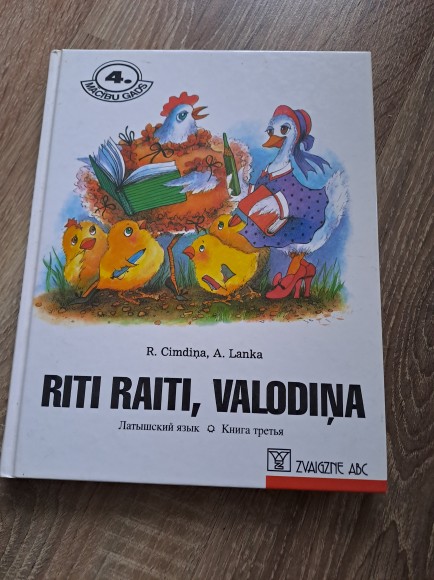 4.
MĀCĪBU GADS
R. Cimdiņa, A. Lanka
RITI RAITI, VALODIŅA
Латышский язык ✿ Книга третья
ZVAIGZNE ABC